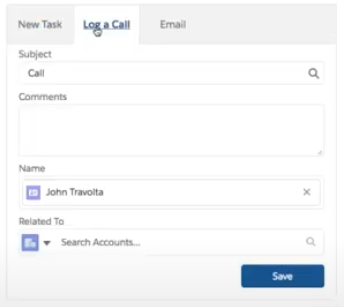 New Task Log a Call Email
Subject
Call
Comments
Name
John Travolta
Related To
Search Accounts...
Save